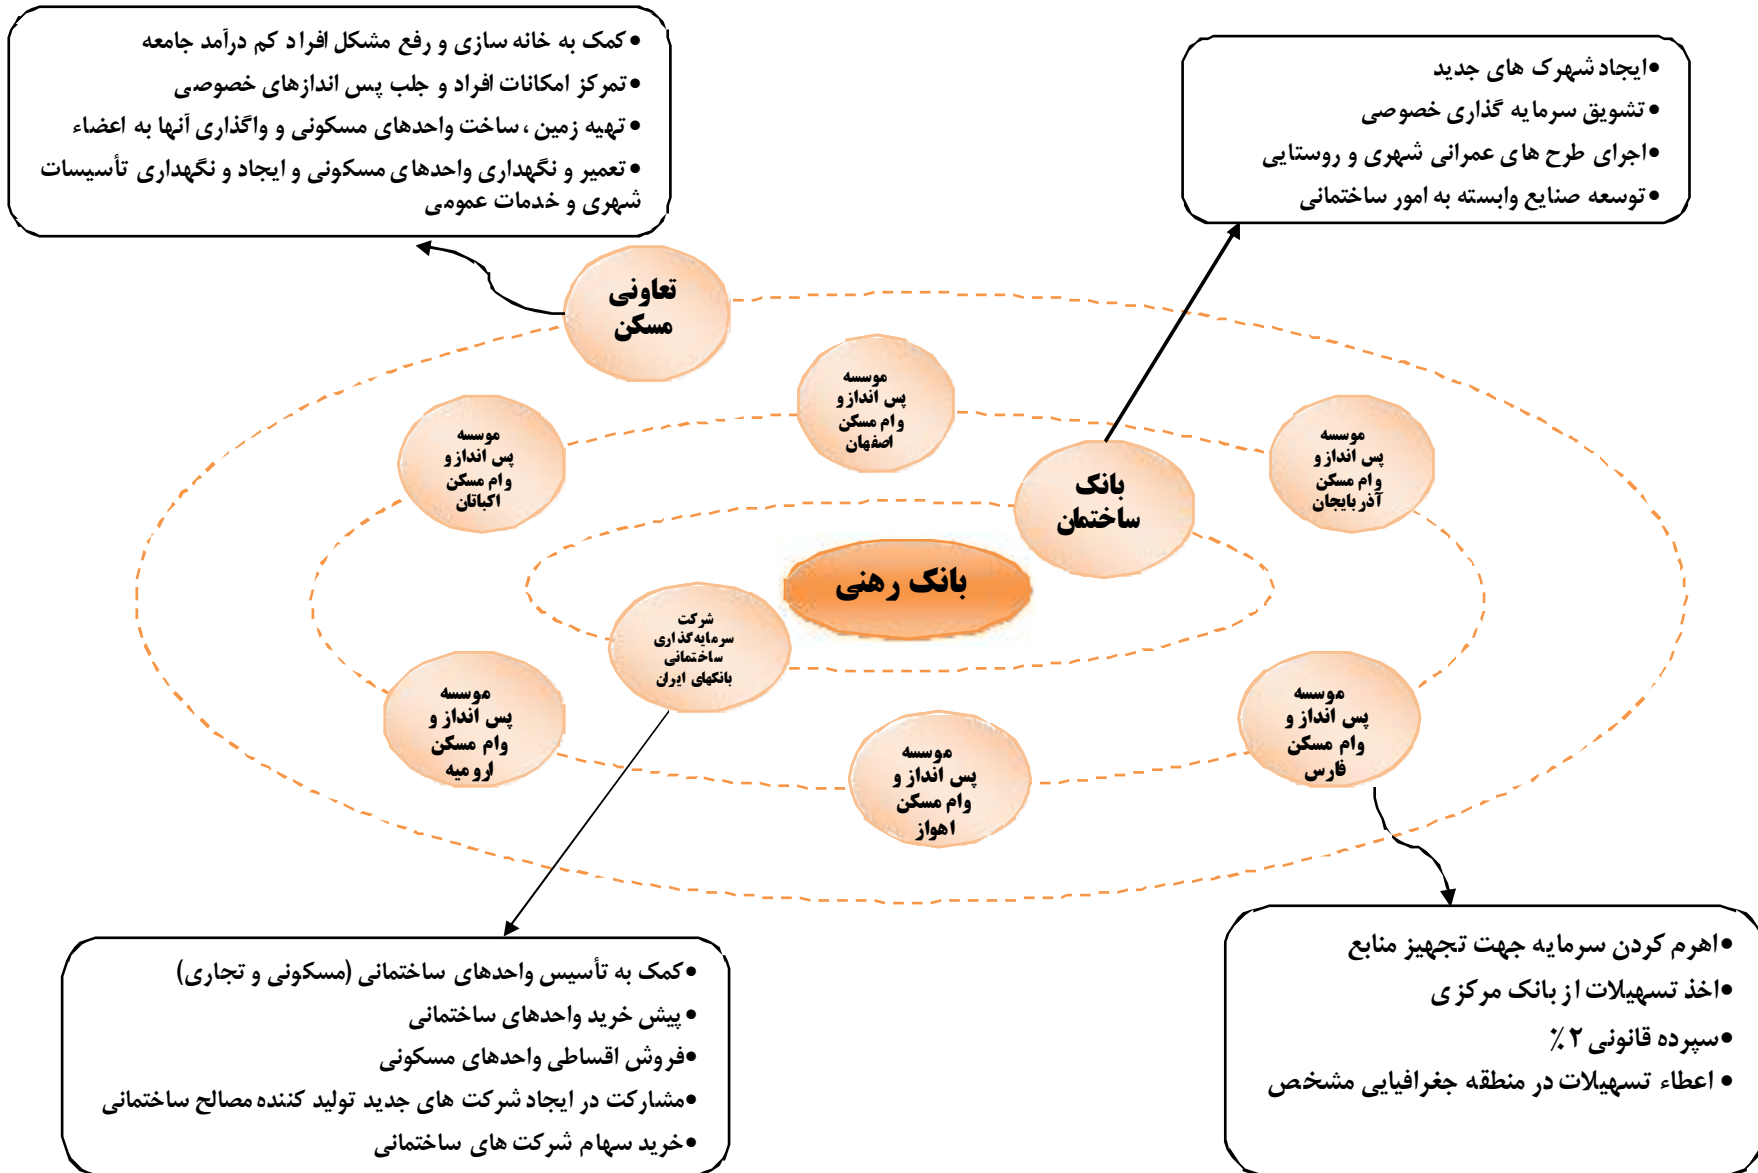 • کمک به خانه سازی و رفع مشکل افراد کم درآمد جامعه
• تمرکز امکانات افراد و جلب پس اندازهای خصوصی
• تهیه زمین ، ساخت واحدهای مسکونی و واگذاری آنها به اعضاء
• تعمیر و نگهداری واحدهای مسکونی و ایجاد و نگهداری تأسیسات
شهری و خدمات عمومی
•ایجاد شهرک های جدید
•تشویق سرمایه گذاری خصوصی
•اجرای طرح های عمرانی شهری و روستایی
•توسعه صنایع وابسته به امور ساختمانی
تعاونی
مسکن
موسسه
پس انداز و
وام مسکن
اصفهان
موسسه
پس انداز و
وام مسکن
آذربایجان
موسسه
پس انداز و
وام مسکن
اکباتان
بانک
ساختمان
بانک رهنی
شرکت
سرمایه گذاری
ساختمانی
بانکهای ایران
موسسه
پس انداز و
وام مسکن
فارس
موسسه
پس انداز و
وام مسکن
اهواز
موسسه
پس انداز و
وام مسکن
ارومیه
•اهرم کردن سرمایه جهت تجهیز منابع
•اخذ تسهیلات از بانک مرکزی
•سپرده قانونی ۲٪
• اعطاء تسهیلات در منطقه جغرافیایی مشخص
•کمک به تأسیس واحدهای ساختمانی (مسکونی و تجاری)
• پیش خرید واحدهای ساختمانی
•فروش اقساطی واحدهای مسکونی
•مشارکت در ایجاد شرکت های جدید تولید کننده مصالح ساختمانی
•خرید سهام شرکت های ساختمانی